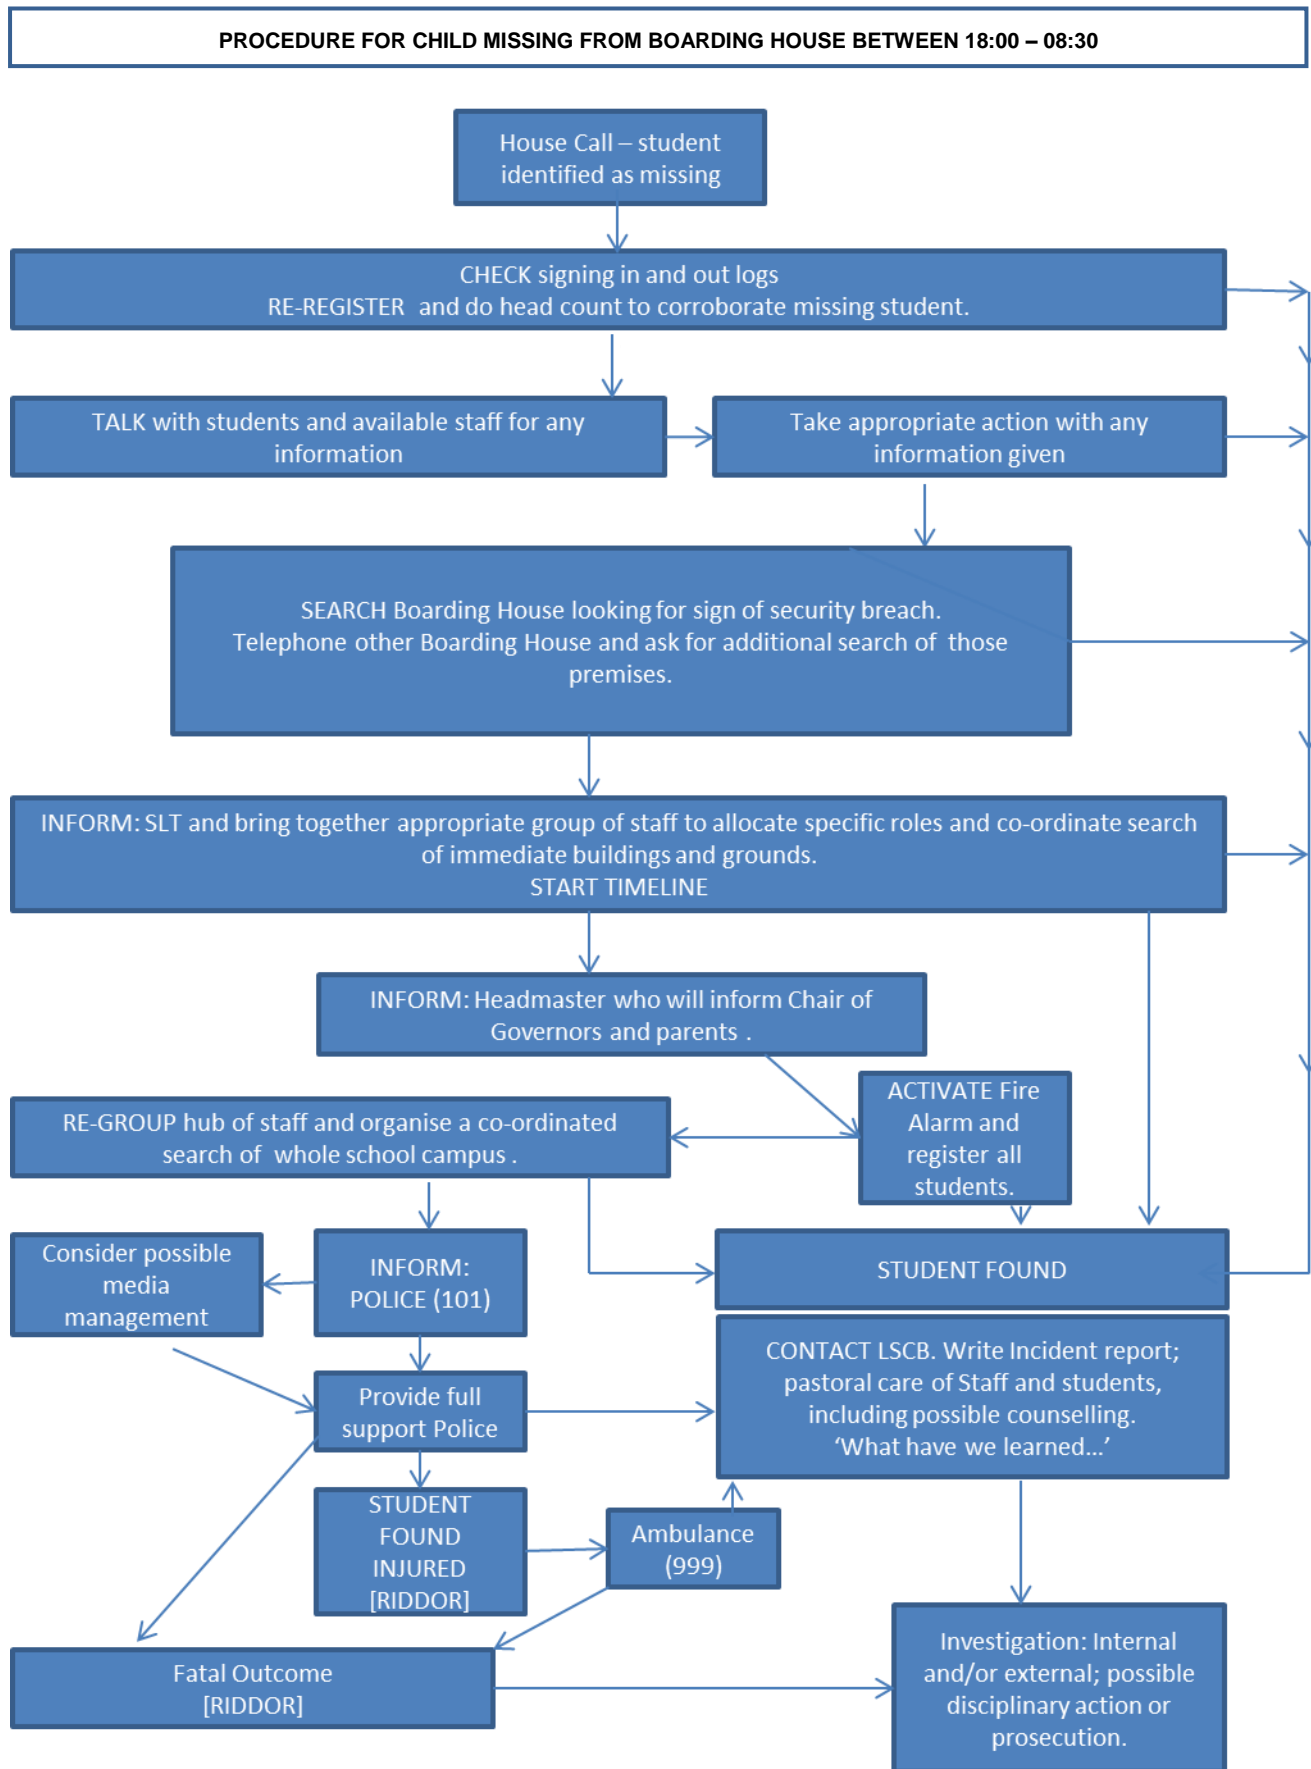 PROCEDURE FOR CHILD MISSING FROM BOARDING HOUSE BETWEEN 18:00 – 08:30
House Call – student
identified as missing
CHECK signing in and out logs
RE-REGISTER and do head count to corroborate missing student.
TALK with students and available staff for any
information
Take appropriate action with any
information given
SEARCH Boarding House looking for sign of security breach.
Telephone other Boarding House and ask for additional search of those
premises.
INFORM: SLT and bring together appropriate group of staff to allocate specific roles and co-ordinate search
of immediate buildings and grounds.
START TIMELINE
INFORM: Headmaster who will inform Chair of
Governors and parents .
ACTIVATE Fire
Alarm and
register all
students.
RE-GROUP hub of staff and organise a co-ordinated
search of whole school campus .
Consider possible
media
management
INFORM:
POLICE (101)
STUDENT FOUND
CONTACT LSCB. Write Incident report;
pastoral care of Staff and students,
including possible counselling.
‘What have we learned...’
Provide full
support Police
STUDENT
FOUND
INJURED
[RIDDOR]
Ambulance
(999)
Fatal Outcome
[RIDDOR]
Investigation: Internal
and/or external; possible
disciplinary action or
prosecution.